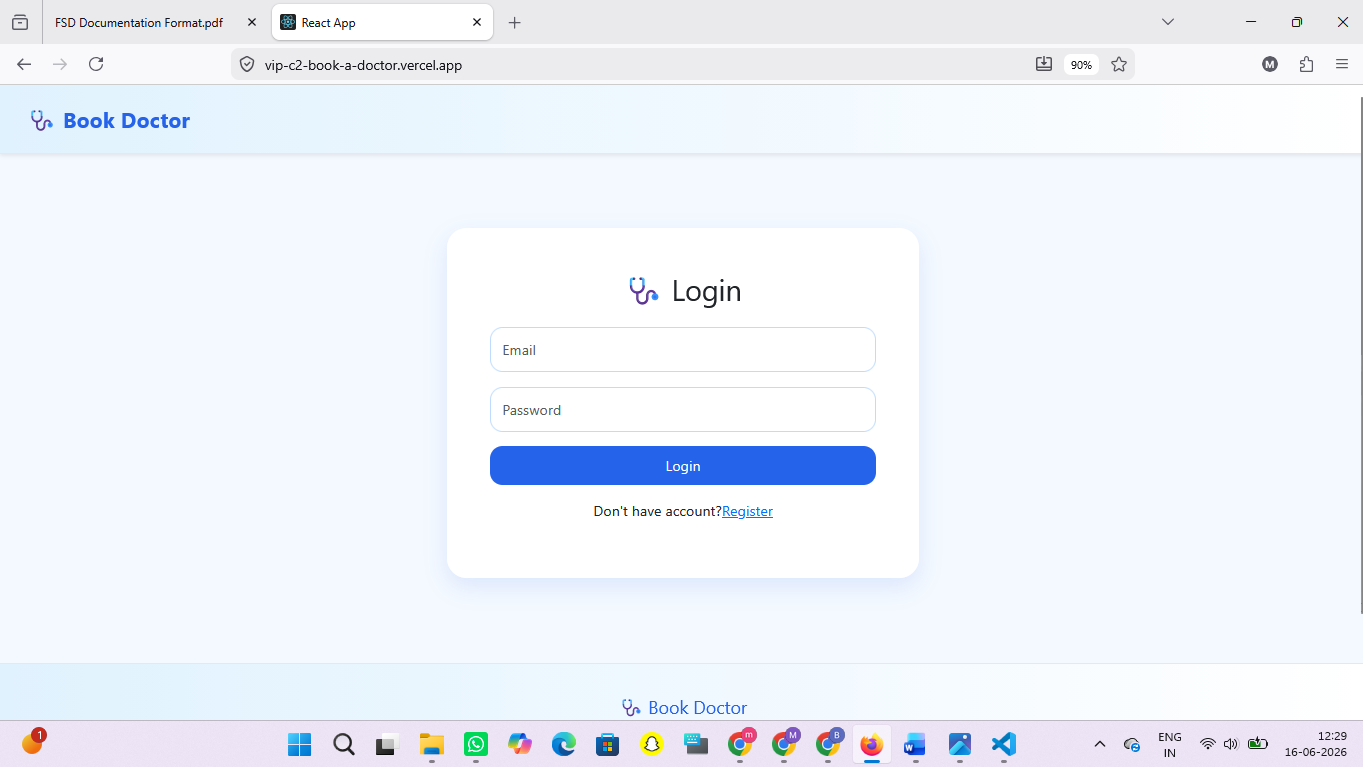 FSD Documentation Format.pdf
React App
vip-c2-book-a-doctor.vercel.app
90%
M
Book Doctor
Login
Email
Password
Login
Don't have account?Register
Book Doctor
1
m
M
B
ENG
IN
12:29
16-06-2026